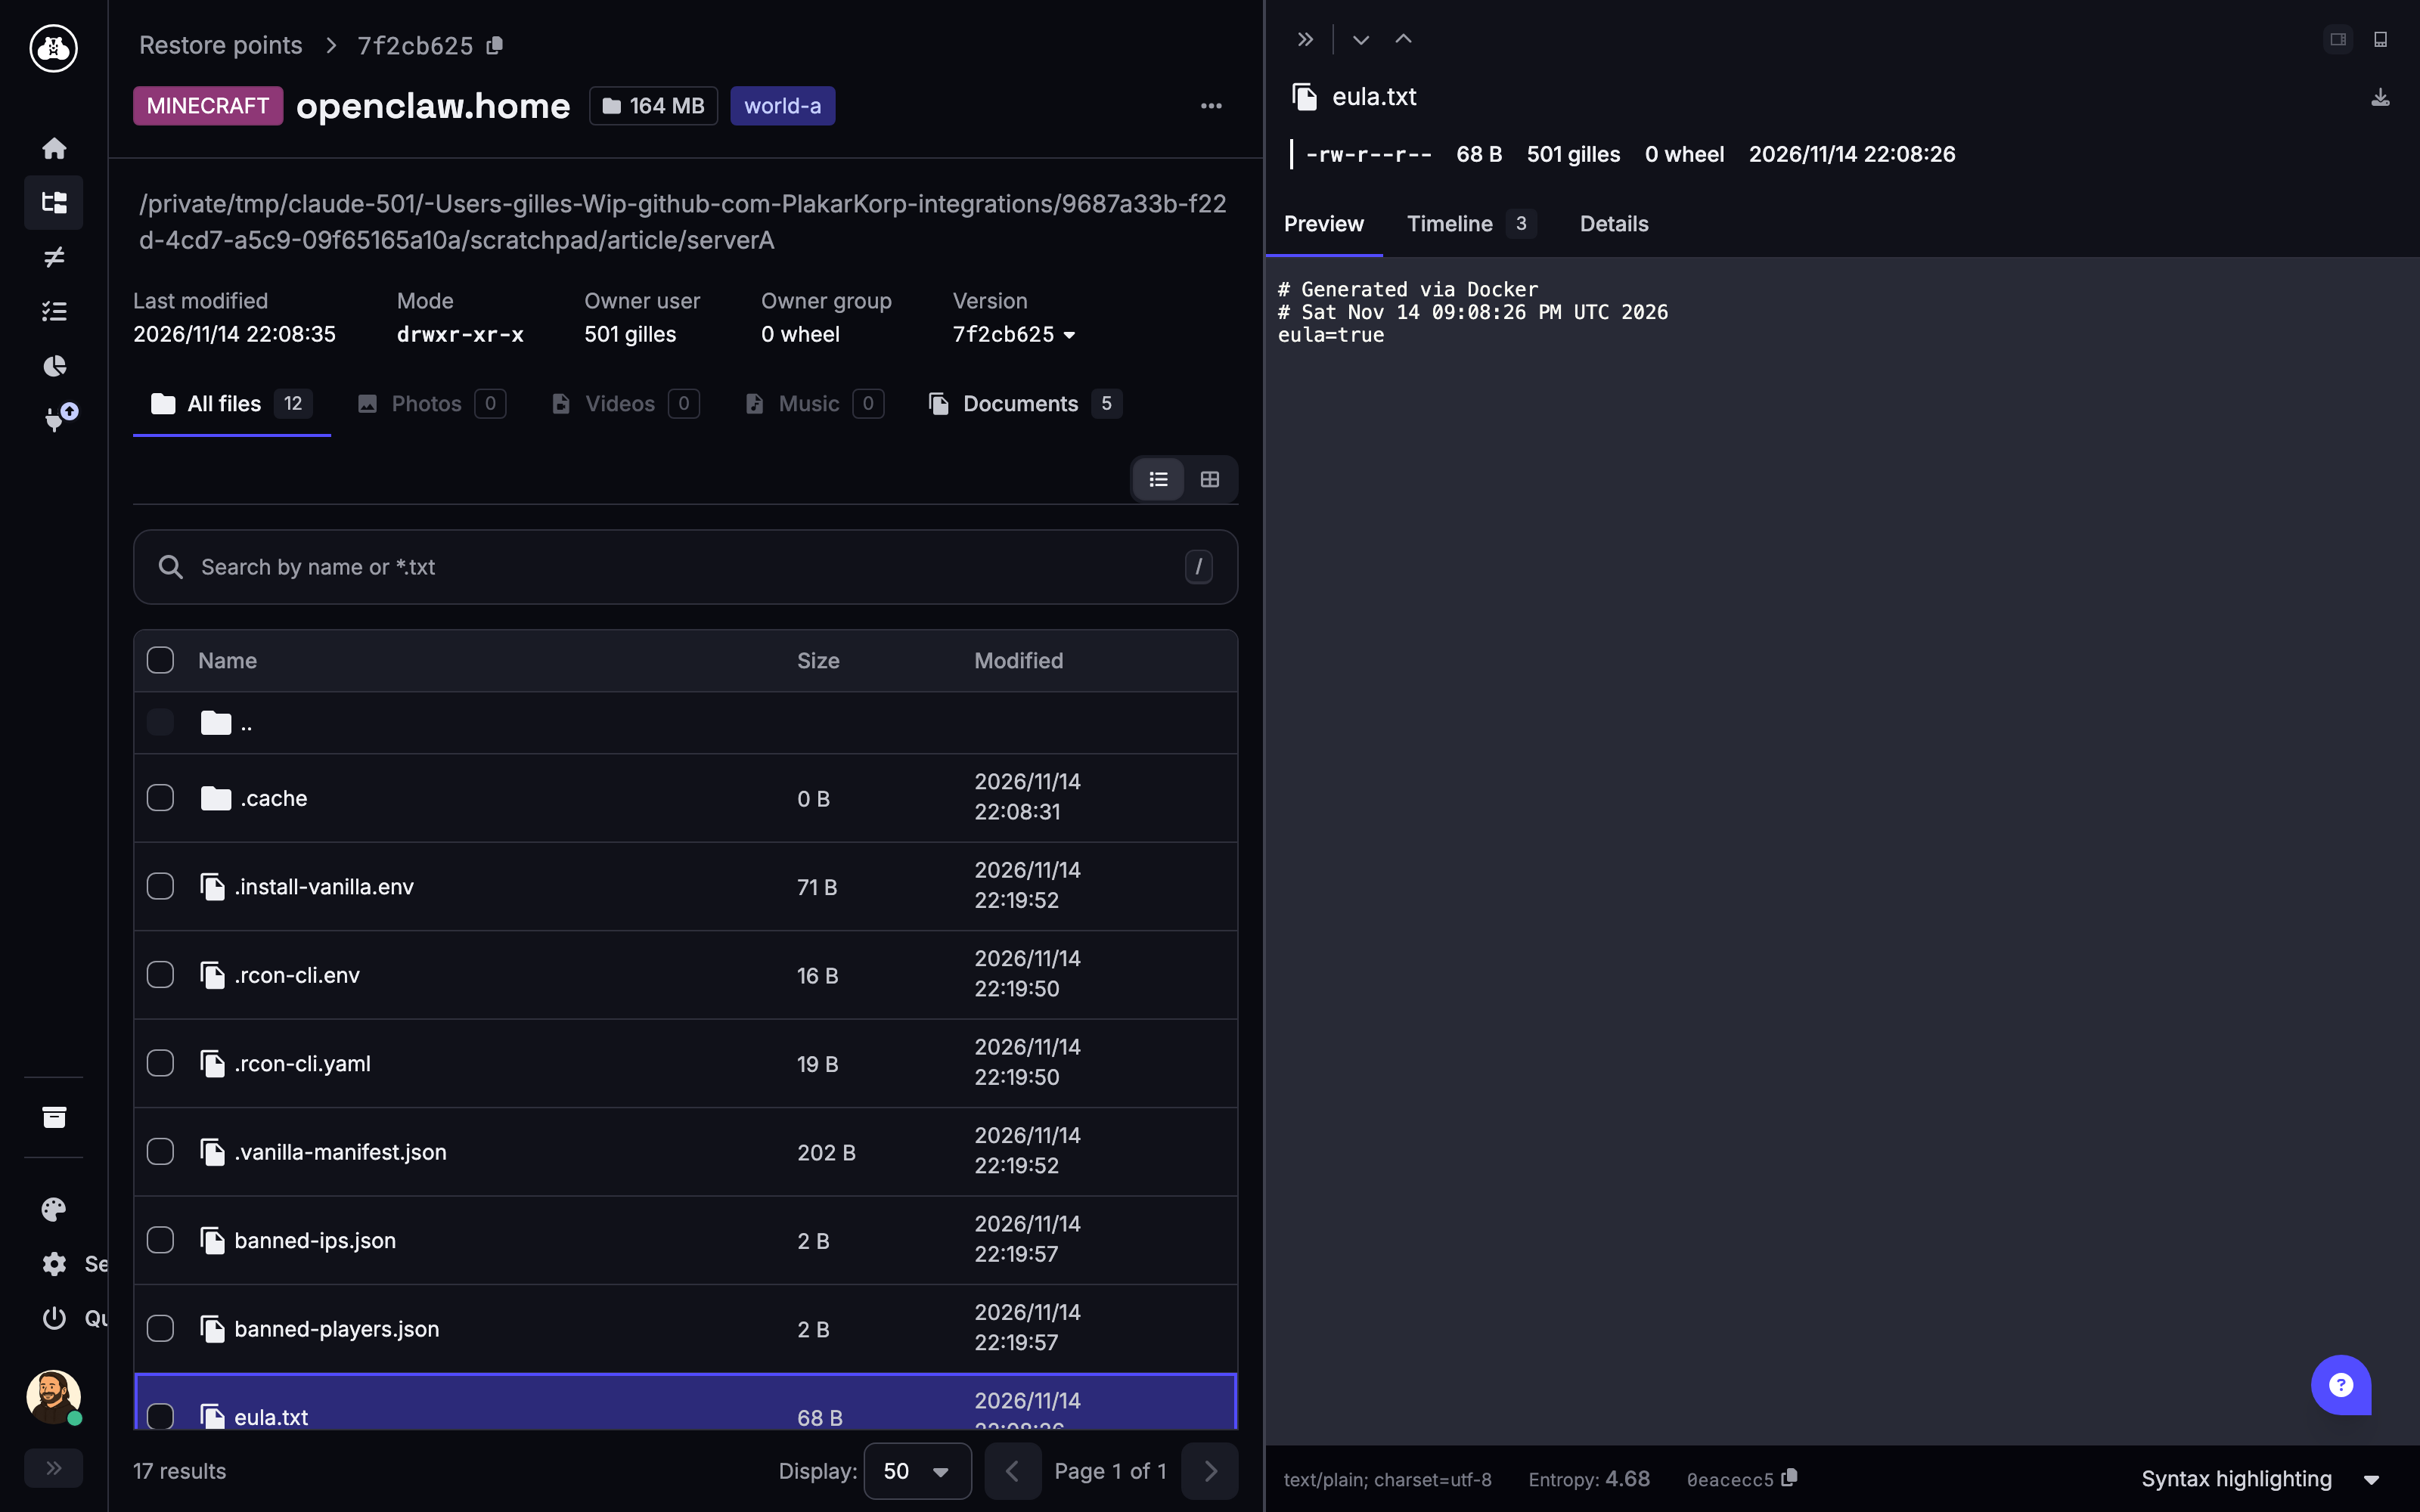 Restore points > 7f2cb625
MINECRAFT openclaw.home 164 MB world-a
/private/tmp/claude-501/-Users-gilles-Wip-github-com-PlakarKorp-integrations/9687a33b-f22
d-4cd7-a5c9-09f65165a10a/scratchpad/article/serverA
Last modified Mode Owner user Owner group Version
2026/11/14 22:08:35 drwxr-xr-x 501 gilles 0 wheel 7f2cb625
All files 12 Photos 0 Videos 0 Music 0 Documents 5
Search by name or *.txt /
Name Size Modified
..
.cache 0 B 2026/11/14
22:08:31
.install-vanilla.env 71 B 2026/11/14
22:19:52
.rcon-cli.env 16 B 2026/11/14
22:19:50
.rcon-cli.yaml 19 B 2026/11/14
22:19:50
.vanilla-manifest.json 202 B 2026/11/14
22:19:52
banned-ips.json 2 B 2026/11/14
22:19:57
banned-players.json 2 B 2026/11/14
22:19:57
eula.txt 68 B 2026/11/14
22:08:26
17 results Display: 50 Page 1 of 1
Se
Qu
eula.txt
-rw-r--r-- 68 B 501 gilles 0 wheel 2026/11/14 22:08:26
Preview Timeline 3 Details
# Generated via Docker
# Sat Nov 14 09:08:26 PM UTC 2026
eula=true
?
text/plain; charset=utf-8 Entropy: 4.68 0eacecc5 Syntax highlighting